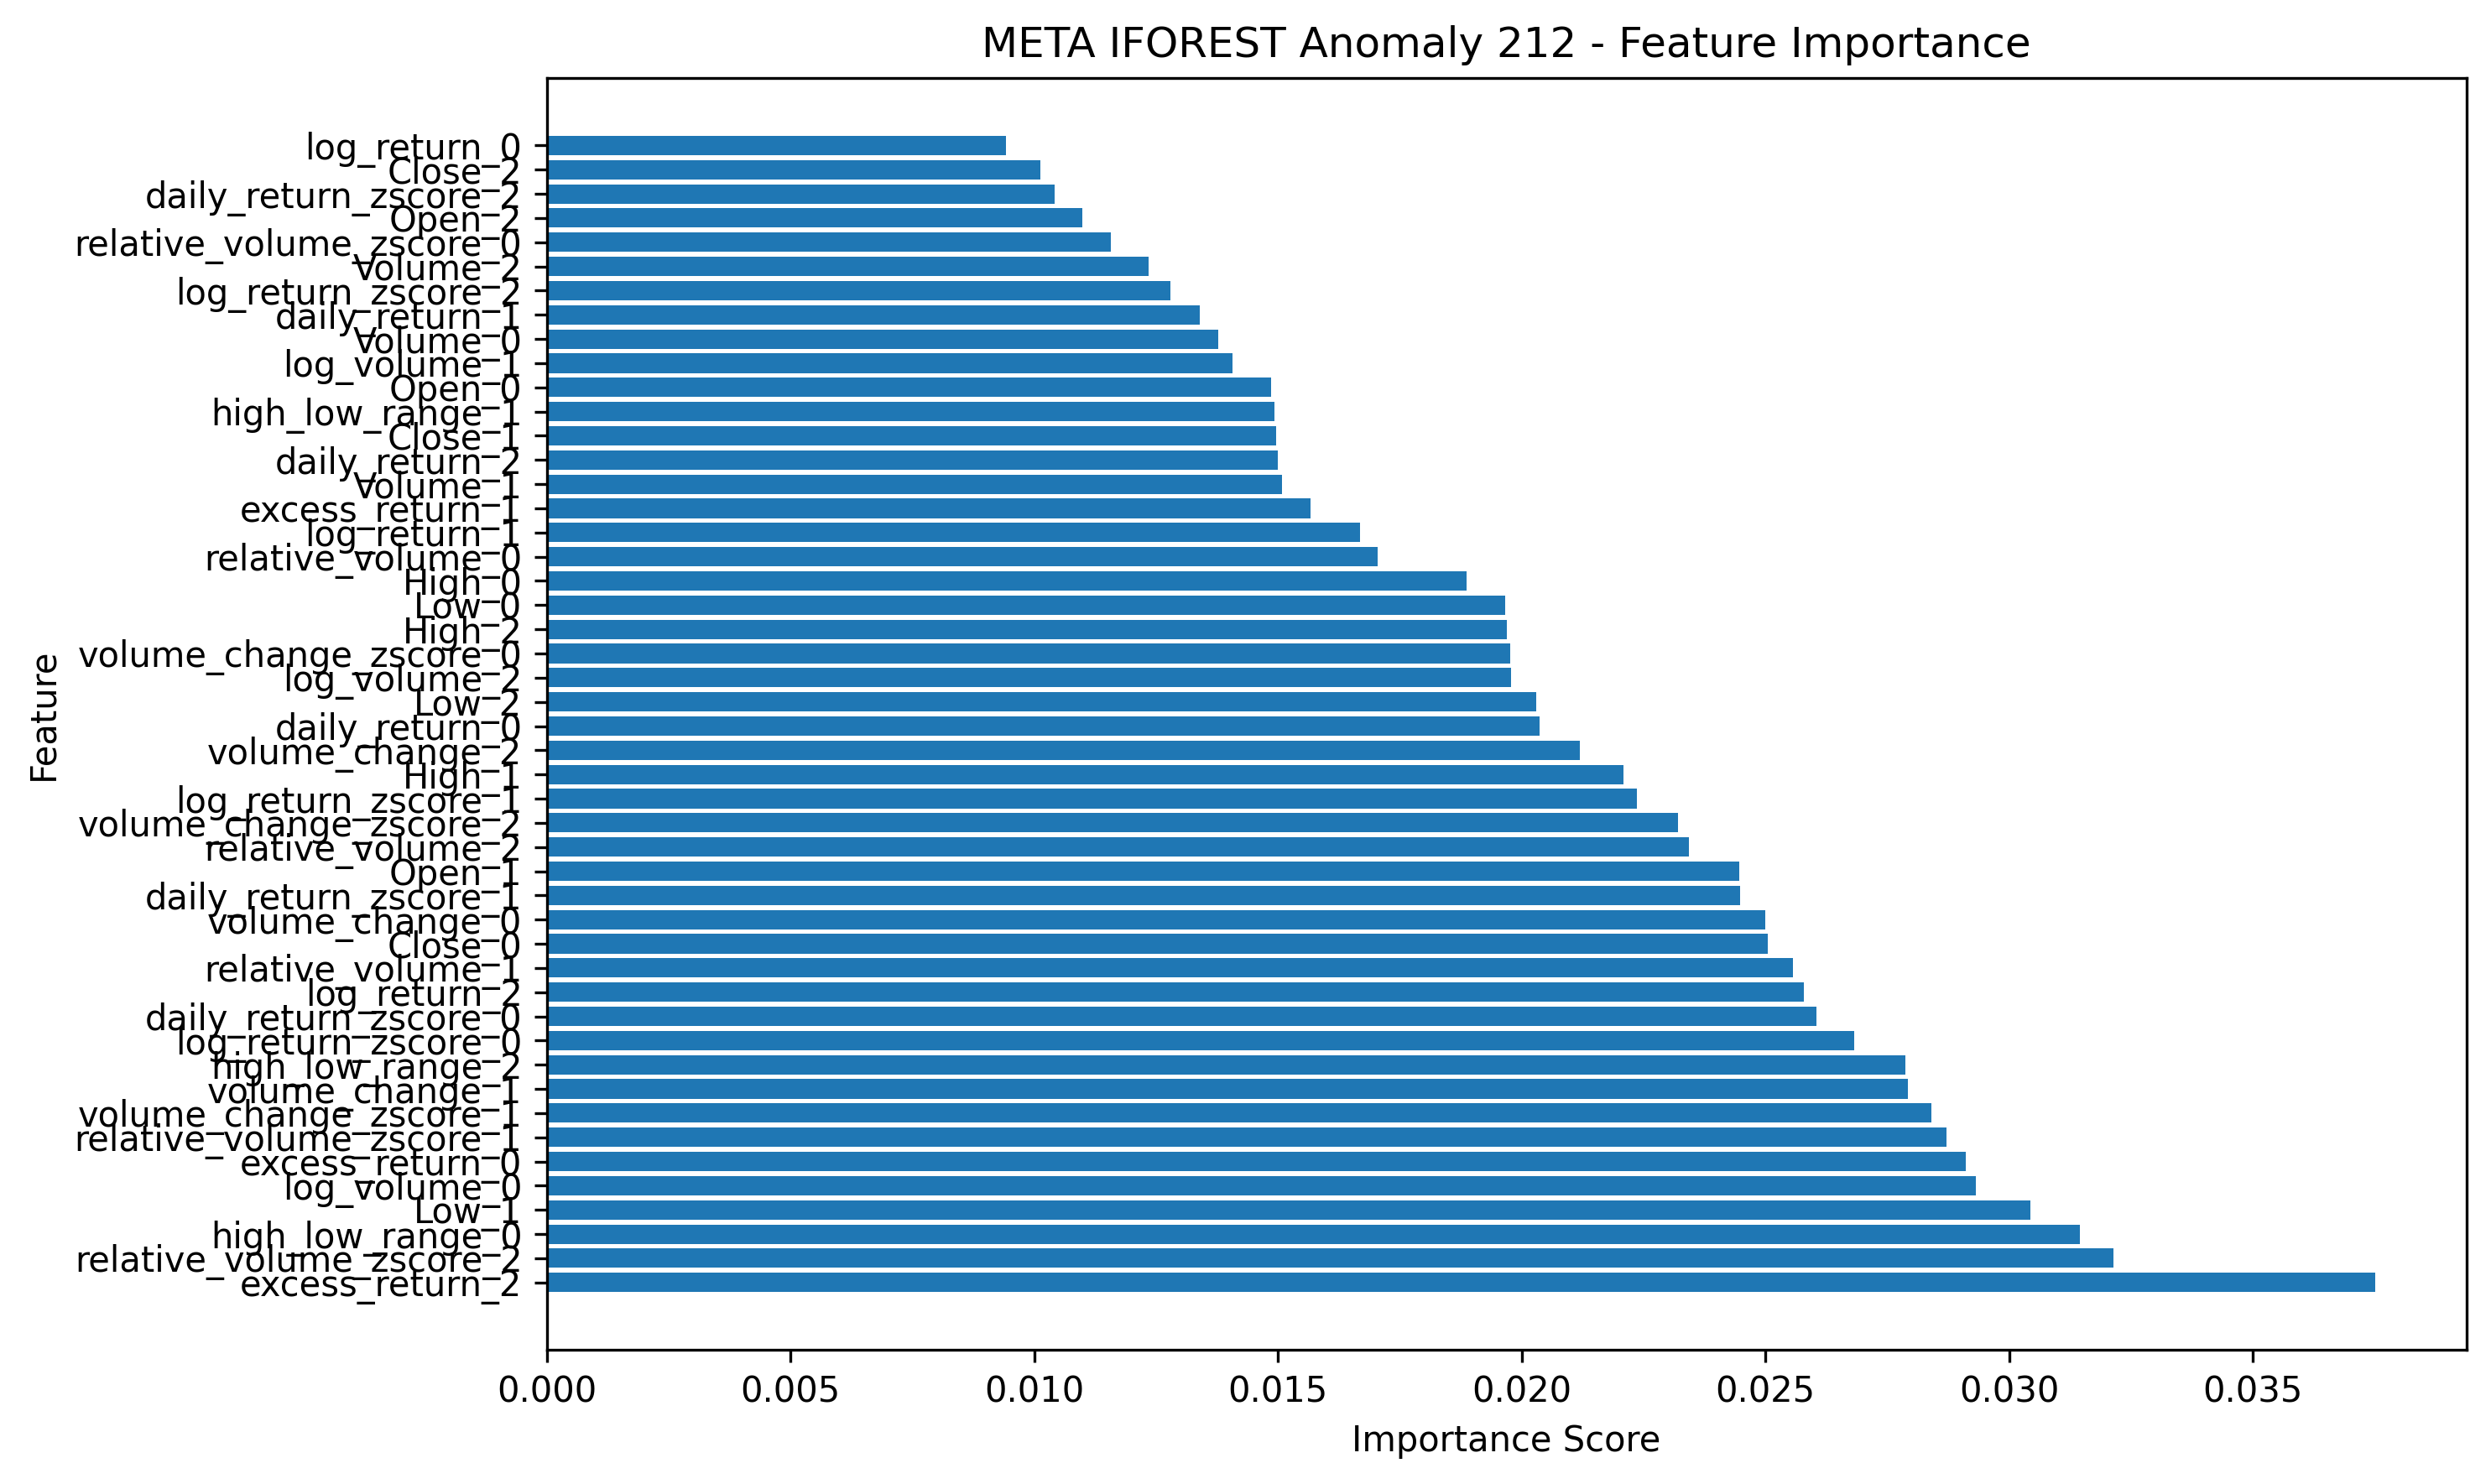 META IFOREST Anomaly 212 - Feature Importance
log_return_0
Close_2
daily_return_zscore_2
Open_2
relative_volume_zscore_0
Volume_2
log_return_zscore_2
daily_return_1
Volume_0
log_volume_1
Open_0
high_low_range_1
Close_1
daily_return_2
Volume_1
excess_return_1
log_return_1
relative_volume_0
High_0
Low_0
High_2
volume_change_zscore_0
log_volume_2
Low_2
daily_return_0
volume_change_2
High_1
log_return_zscore_1
volume_change_zscore_2
relative_volume_2
Open_1
daily_return_zscore_1
volume_change_0
Close_0
relative_volume_1
log_return_2
daily_return_zscore_0
log_return_zscore_0
high_low_range_2
volume_change_1
volume_change_zscore_1
relative_volume_zscore_1
excess_return_0
log_volume_0
Low_1
high_low_range_0
relative_volume_zscore_2
excess_return_2
Feature
0.000 0.005 0.010 0.015 0.020 0.025 0.030 0.035
Importance Score